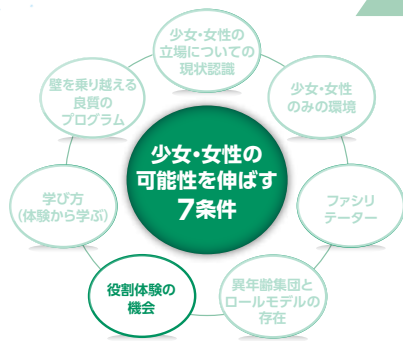 少女・女性の
立場についての
現状認識
少女・女性
のみの環境
ファシリ
テーター
異年齢集団と
ロールモデルの
存在
役割体験の
機会
学び方
(体験から学ぶ)
壁を乗り越える
良質の
プログラム
少女・女性の
可能性を伸ばす
7条件